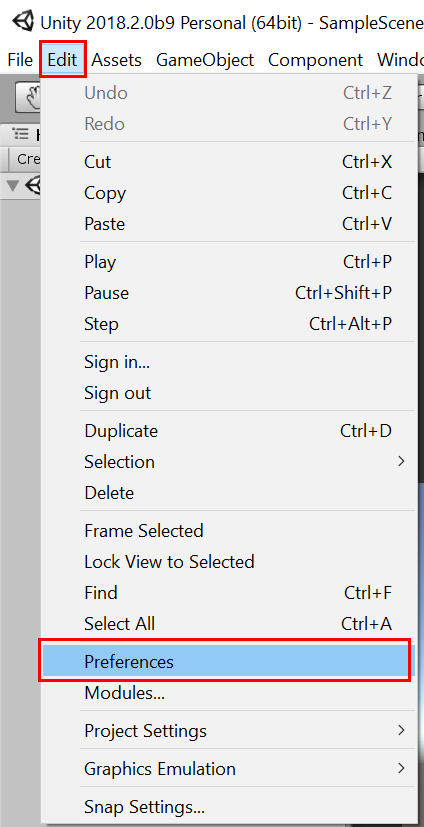 Unity 2018.2.0b9 Personal (64bit) - SampleScene
File Edit Assets GameObject Component
Undo Ctrl+Z
Redo Ctrl+Y
Cre
Cut Ctrl+X
Copy Ctrl+C
Paste Ctrl+V
Play Ctrl+P
Pause Ctrl+Shift+P
Step Ctrl+Alt+P
Sign in...
Sign out
Duplicate Ctrl+D
Selection
Delete
Frame Selected
Lock View to Selected
Find Ctrl+F
Select All Ctrl+A
Preferences
Modules...
Project Settings
Graphics Emulation
Snap Settings...